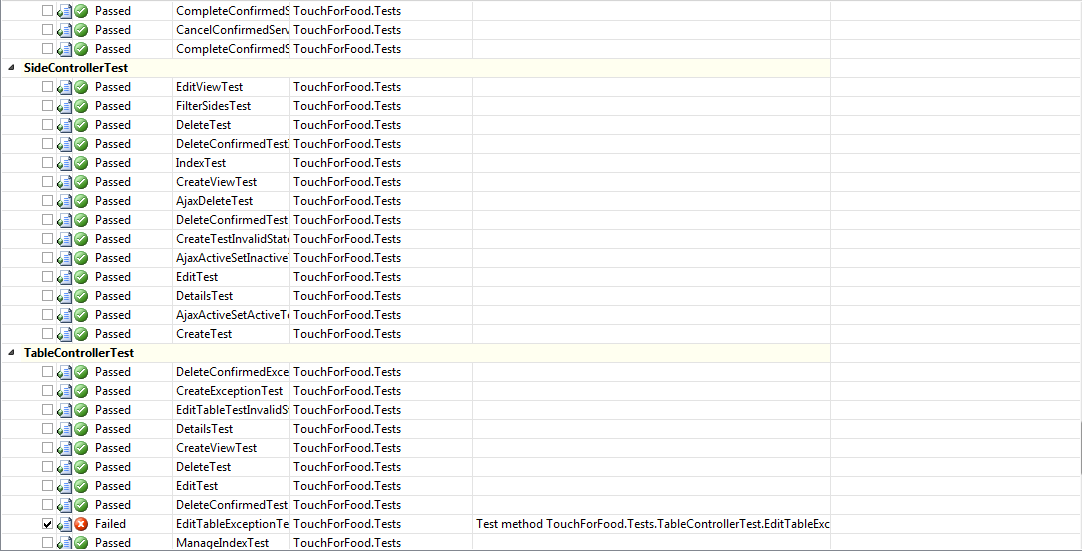 Passed CompleteConfirmedS TouchForFood.Tests
Passed CancelConfirmedServ TouchForFood.Tests
Passed CompleteConfirmedS TouchForFood.Tests
SideControllerTest
Passed EditViewTest TouchForFood.Tests
Passed FilterSidesTest TouchForFood.Tests
Passed DeleteTest TouchForFood.Tests
Passed DeleteConfirmedTest TouchForFood.Tests
Passed IndexTest TouchForFood.Tests
Passed CreateViewTest TouchForFood.Tests
Passed AjaxDeleteTest TouchForFood.Tests
Passed DeleteConfirmedTest TouchForFood.Tests
Passed CreateTestInvalidState TouchForFood.Tests
Passed AjaxActiveSetInactive TouchForFood.Tests
Passed EditTest TouchForFood.Tests
Passed DetailsTest TouchForFood.Tests
Passed AjaxActiveSetActiveTe TouchForFood.Tests
Passed CreateTest TouchForFood.Tests
TableControllerTest
Passed DeleteConfirmedExce TouchForFood.Tests
Passed CreateExceptionTest TouchForFood.Tests
Passed EditTableTestInvalidSt TouchForFood.Tests
Passed DetailsTest TouchForFood.Tests
Passed CreateViewTest TouchForFood.Tests
Passed DeleteTest TouchForFood.Tests
Passed EditTest TouchForFood.Tests
Passed DeleteConfirmedTest TouchForFood.Tests
Failed EditTableExceptionTe TouchForFood.Tests Test method TouchForFood.Tests.TableControllerTest.EditTableExc
Passed ManageIndexTest TouchForFood.Tests